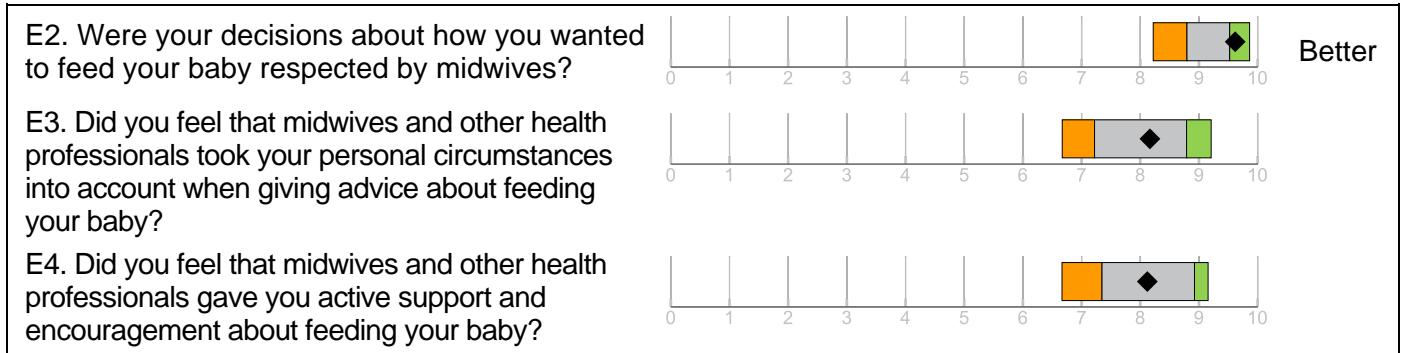 E2. Were your decisions about how you wanted
to feed your baby respected by midwives?
0 1 2 3 4 5 6 7 8 9 10
Better
E3. Did you feel that midwives and other health
professionals took your personal circumstances
into account when giving advice about feeding
your baby?
0 1 2 3 4 5 6 7 8 9 10
E4. Did you feel that midwives and other health
professionals gave you active support and
encouragement about feeding your baby?
0 1 2 3 4 5 6 7 8 9 10